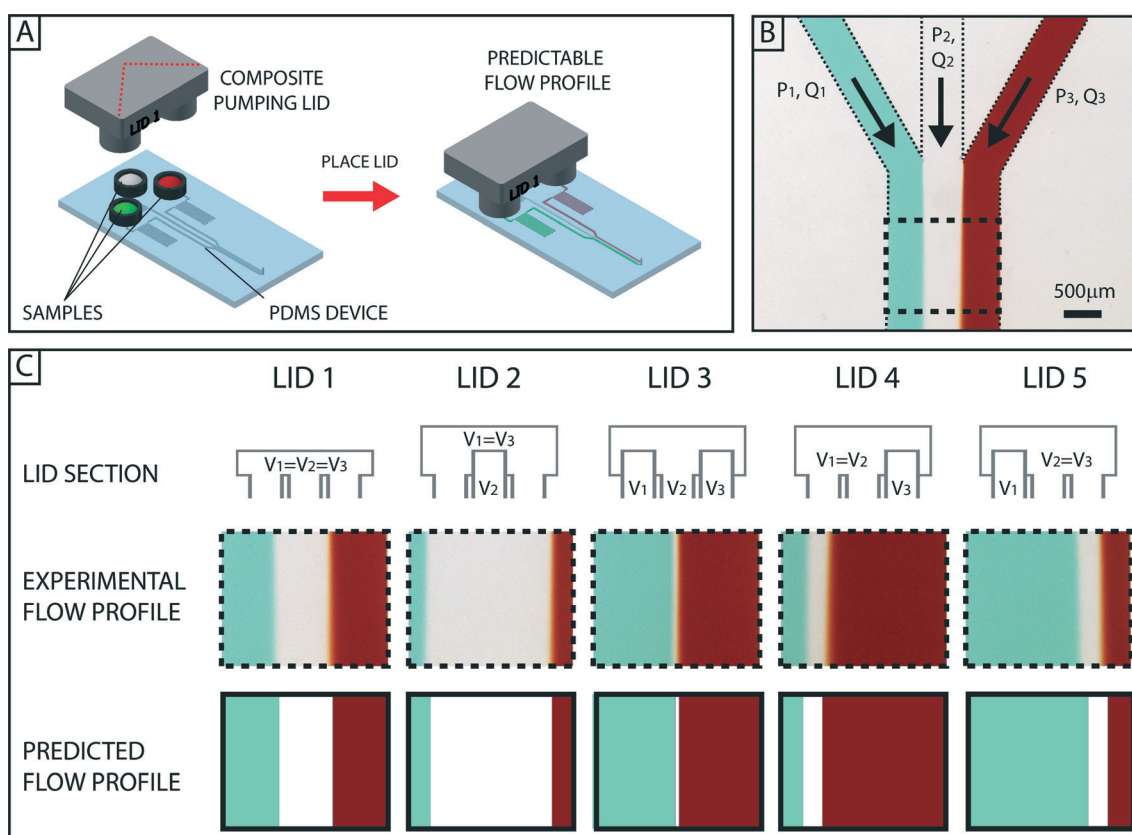 A
COMPOSITE
PUMPING LID
LID 1
SAMPLES
PDMS DEVICE
PLACE LID
PREDICTABLE
FLOW PROFILE
LID 1
B
P1, Q1
P2,
Q2
P3, Q3
500μm
C
LID 1 LID 2 LID 3 LID 4 LID 5
LID SECTION
V1=V2=V3
V1=V3
V2
V1 V2 V3
V1=V2
V3
V2=V3
V1
EXPERIMENTAL
FLOW PROFILE
PREDICTED
FLOW PROFILE